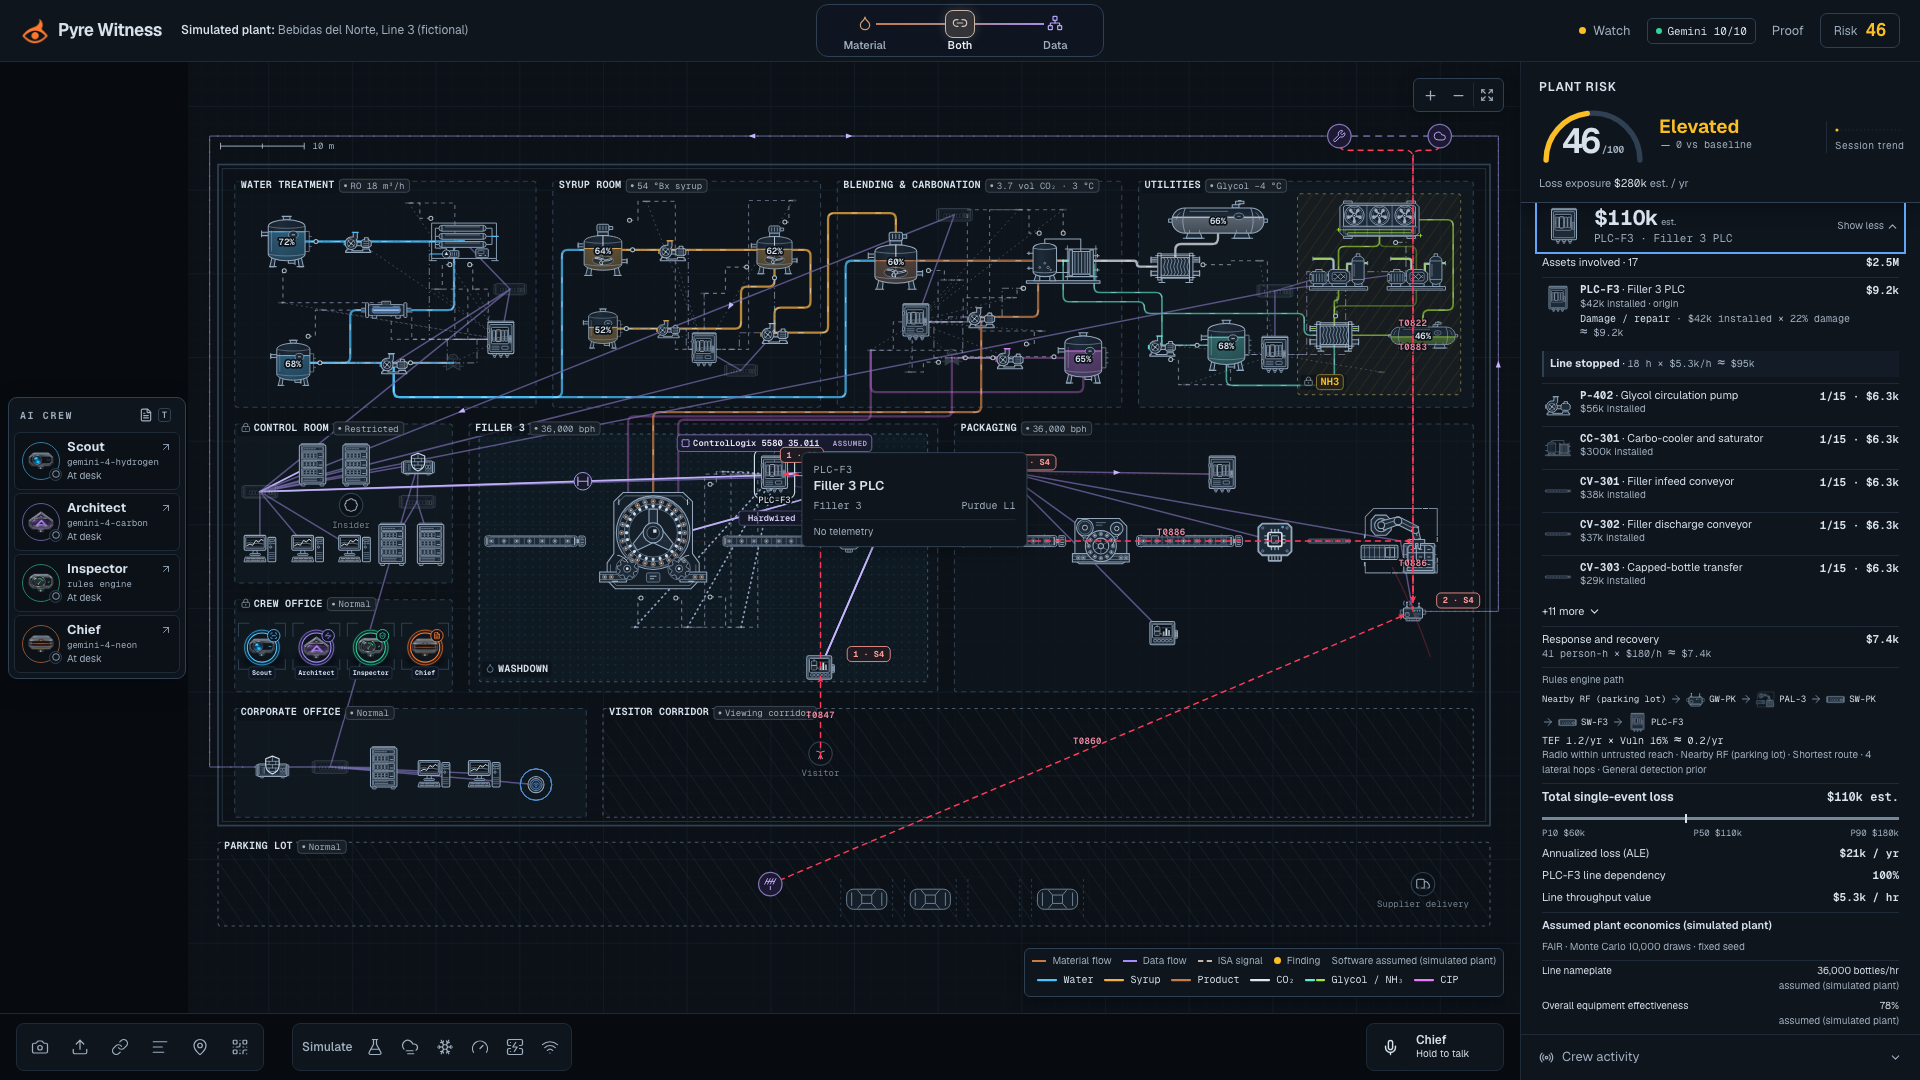 Pyre Witness
Simulated plant: Bebidas del Norte, Line 3 (fictional)
Material
Both
Data
Watch
Gemini 10/10
Proof
Risk 46
10 m
WATER TREATMENT • RO 18 m³/h
SYRUP ROOM • 54 °Bx syrup
BLENDING & CARBONATION • 3.7 vol CO₂ · 3 °C
UTILITIES • Glycol −4 °C
72%
68%
64%
62%
52%
60%
65%
66%
68%
T0822
46%
T0883
NH3
CONTROL ROOM • Restricted
Insider
FILLER 3 • 36,000 bph
ControlLogix 5580 35.011 ASSUMED
PLC-F3
Hardwired
PLC-F3
Filler 3 PLC
Filler 3 Purdue L1
No telemetry
WASHDOWN
1 · S4
PACKAGING • 36,000 bph
· S4
T0886
T0886
2 · S4
CREW OFFICE • Normal
Scout
Architect
Inspector
Chief
CORPORATE OFFICE • Normal
VISITOR CORRIDOR • Viewing corridor
T0847
Visitor
T0860
PARKING LOT • Normal
Supplier delivery
AI CREW T
Scout
gemini-4-hydrogen
At desk
Architect
gemini-4-carbon
At desk
Inspector
rules engine
At desk
Chief
gemini-4-neon
At desk
Material flow Data flow ISA signal Finding Software assumed (simulated plant)
Water Syrup Product CO₂ Glycol / NH₃ CIP
Simulate
Chief
Hold to talk
PLANT RISK
46/100
Elevated
— 0 vs baseline
Session trend
Loss exposure $280k est. / yr
$110k est.
PLC-F3 · Filler 3 PLC
Show less
Assets involved · 17 $2.5M
PLC-F3 · Filler 3 PLC $9.2k
$42k installed · origin
Damage / repair · $42k installed × 22% damage
≈ $9.2k
Line stopped · 18 h × $5.3k/h ≈ $95k
P-402 · Glycol circulation pump 1/15 · $6.3k
$56k installed
CC-301 · Carbo-cooler and saturator 1/15 · $6.3k
$300k installed
CV-301 · Filler infeed conveyor 1/15 · $6.3k
$38k installed
CV-302 · Filler discharge conveyor 1/15 · $6.3k
$37k installed
CV-303 · Capped-bottle transfer 1/15 · $6.3k
$29k installed
+11 more
Response and recovery $7.4k
41 person-h × $180/h ≈ $7.4k
Rules engine path
Nearby RF (parking lot) → GW-PK → PAL-3 → SW-PK
→ SW-F3 → PLC-F3
TEF 1.2/yr × Vuln 16% ≈ 0.2/yr
Radio within untrusted reach · Nearby RF (parking lot) · Shortest route · 4
lateral hops · General detection prior
Total single-event loss $110k est.
P10 $60k P50 $110k P90 $180k
Annualized loss (ALE) $21k / yr
PLC-F3 line dependency 100%
Line throughput value $5.3k / hr
Assumed plant economics (simulated plant)
FAIR · Monte Carlo 10,000 draws · fixed seed
Line nameplate 36,000 bottles/hr
assumed (simulated plant)
Overall equipment effectiveness 78%
assumed (simulated plant)
Crew activity